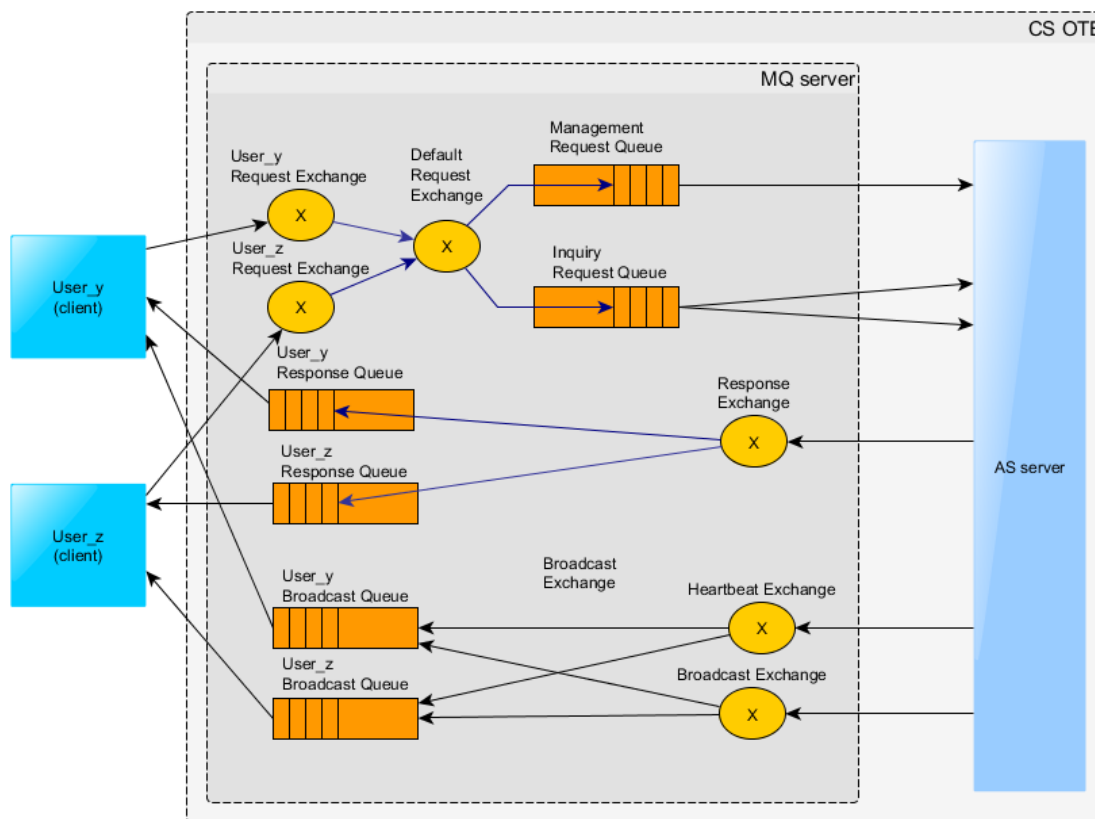 CS OTE
MQ server
Management
Request Queue
User_y
Request Exchange
Default
Request
Exchange
X
X
User_z
Request Exchange
X
Inquiry
Request Queue
User_y
(client)
User_y
Response Queue
Response
Exchange
X
User_z
Response Queue
AS server
User_z
(client)
Broadcast
Exchange
User_y
Broadcast Queue
Heartbeat Exchange
X
User_z
Broadcast Queue
Broadcast Exchange
X